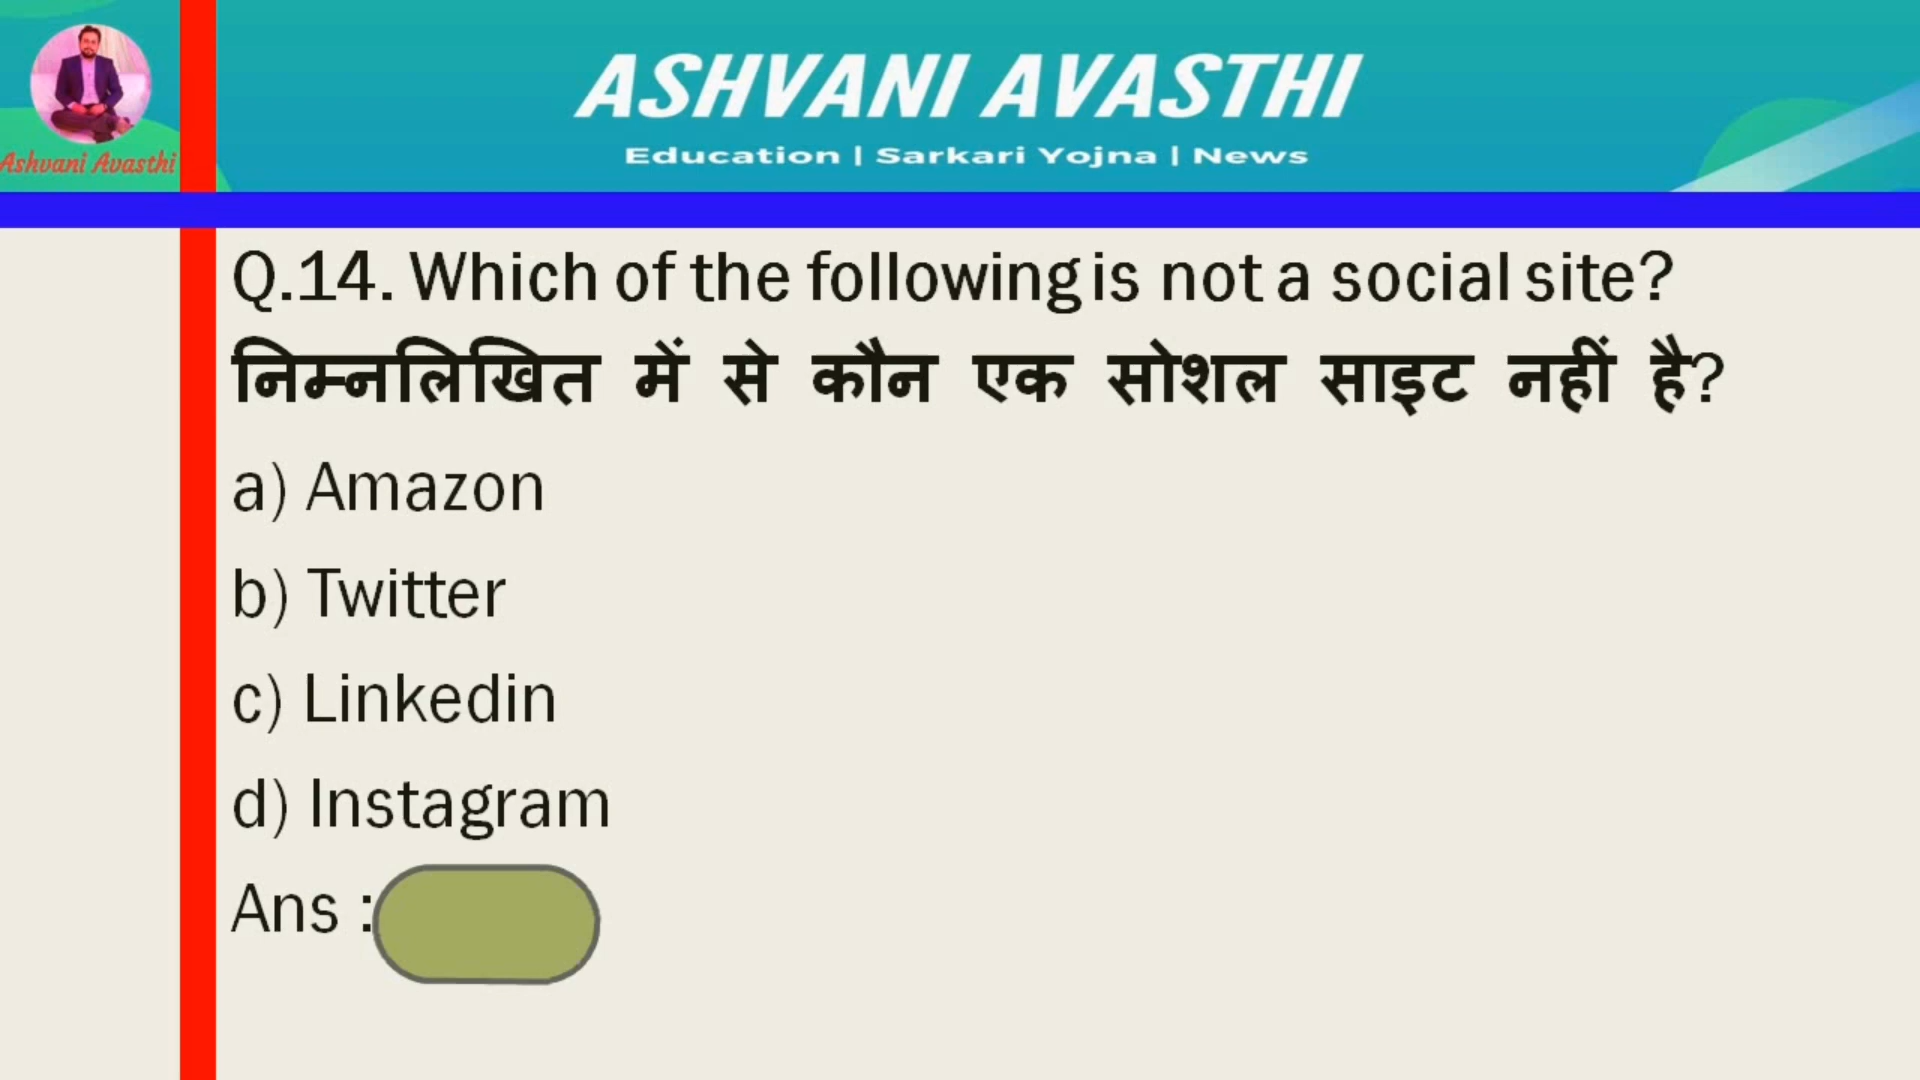 ASHVANI AVASTHI
Education | Sarkari Yojna | News
Ashvani Avasthi
Q.14. Which of the following is not a social site?
निम्नलिखित में से कौन एक सोशल साइट नहीं है?
a) Amazon
b) Twitter
c) Linkedin
d) Instagram
Ans :